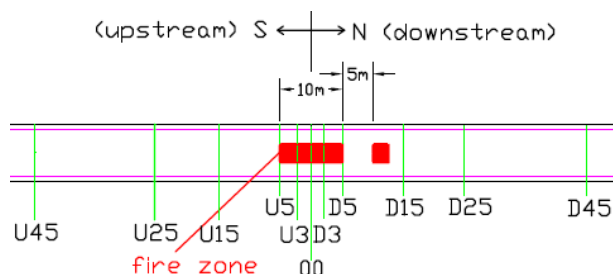 (upstream) S N (downstream)
10m 5m
U5 D5 D15 D25 D45
U45 U25 U15 U3 D3
fire zone 00